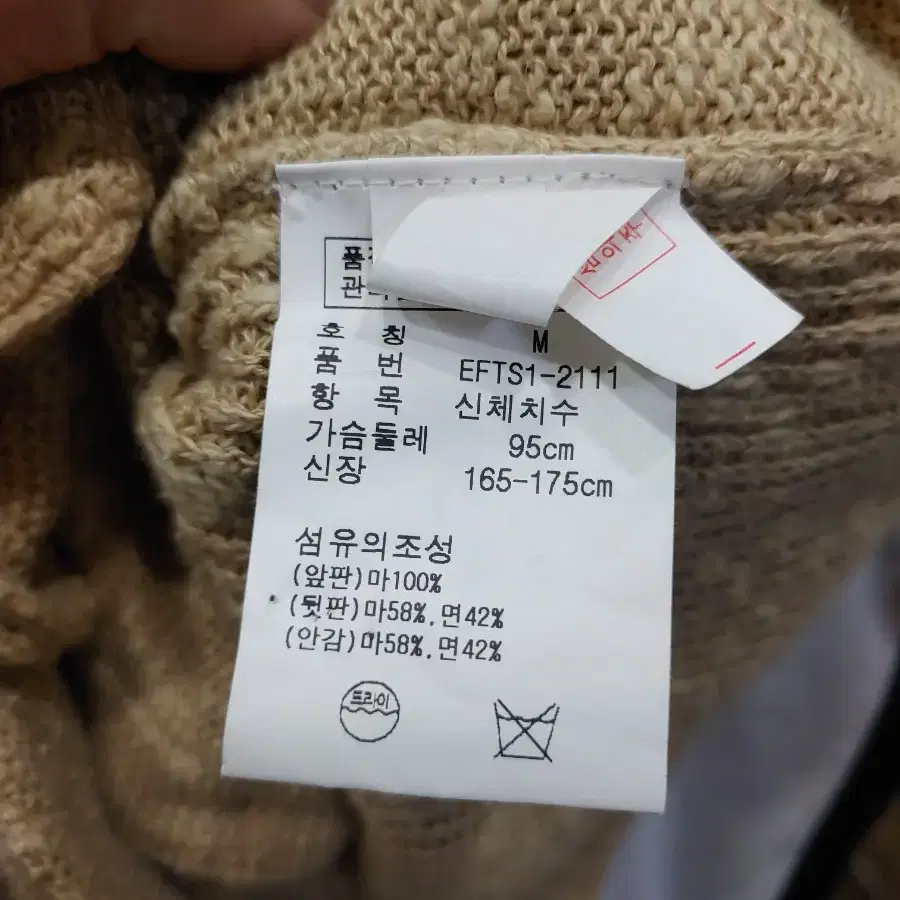 품
관
호 칭 M
품 번 EFTS1-2111
항 목 신체치수
가슴둘레 95cm
신장 165-175cm
섬유의조성
(앞판)마100%
(뒷판)마58%.면42%
(안감)마58%.면42%
드라이